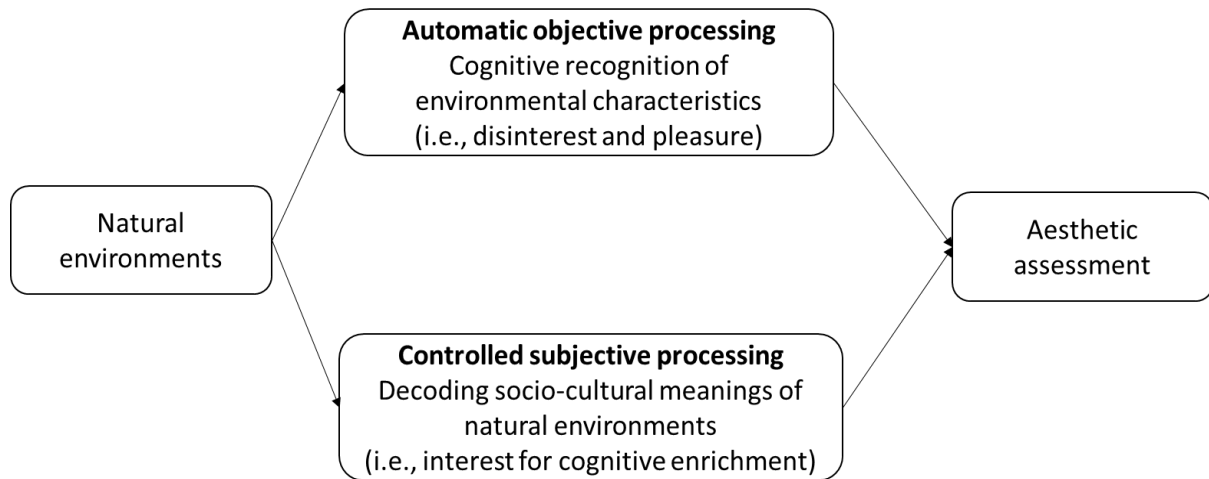 Automatic objective processing
Cognitive recognition of
environmental characteristics
(i.e., disinterest and pleasure)
Natural
environments
Aesthetic
assessment
Controlled subjective processing
Decoding socio-cultural meanings of
natural environments
(i.e., interest for cognitive enrichment)